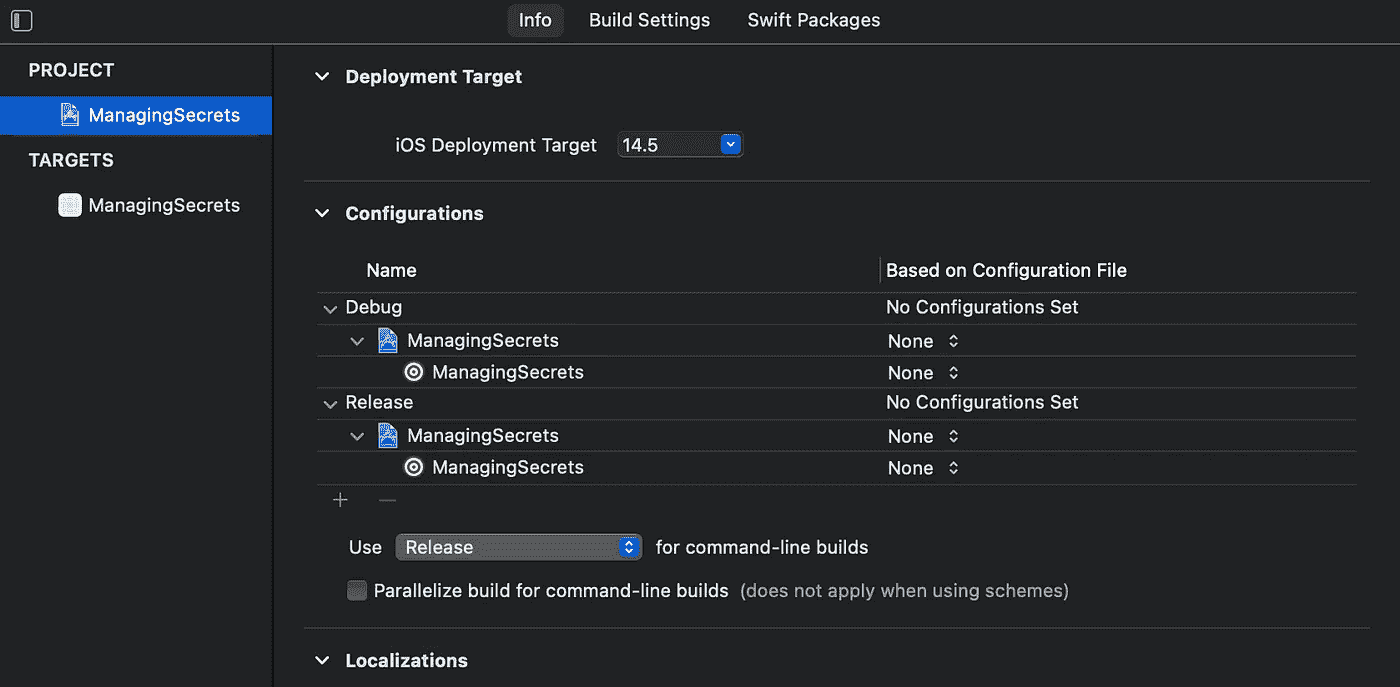 Info Build Settings Swift Packages
PROJECT
ManagingSecrets
TARGETS
ManagingSecrets
Deployment Target
iOS Deployment Target 14.5
Configurations
Name Based on Configuration File
Debug No Configurations Set
ManagingSecrets None
ManagingSecrets None
Release No Configurations Set
ManagingSecrets None
ManagingSecrets None
Use Release for command-line builds
Parallelize build for command-line builds (does not apply when using schemes)
Localizations